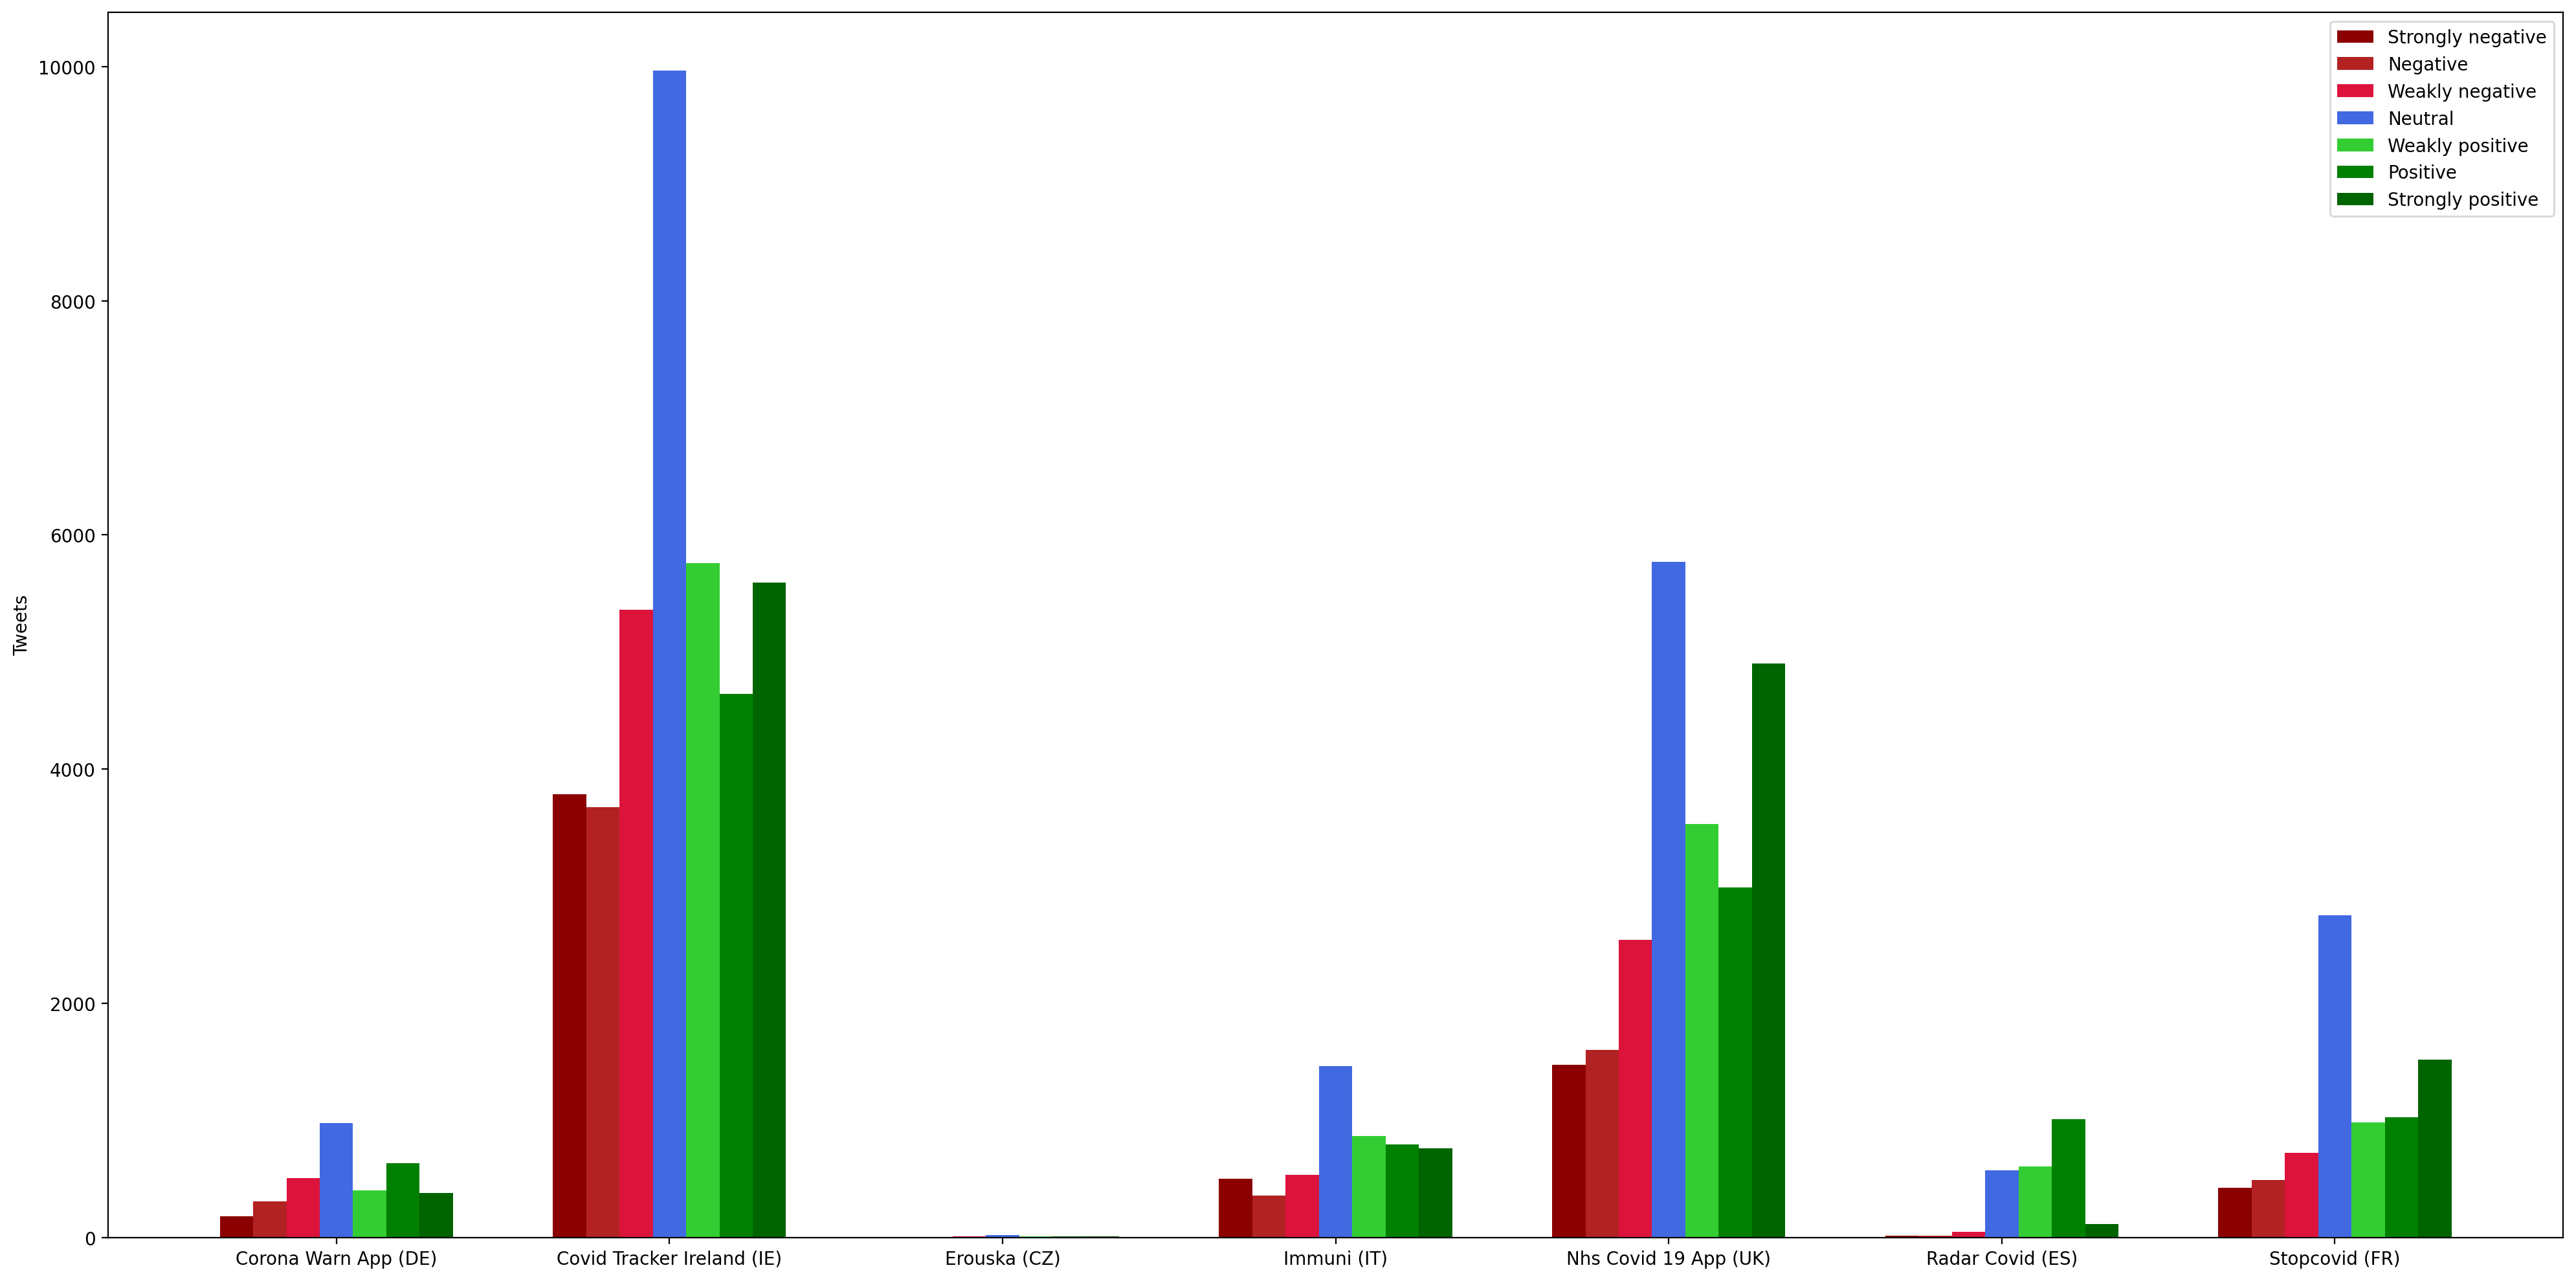 Strongly negative
Negative
Weakly negative
Neutral
Weakly positive
Positive
Strongly positive
10000
8000
6000
4000
2000
0
Tweets
Corona Warn App (DE)
Covid Tracker Ireland (IE)
Erouska (CZ)
Immuni (IT)
Nhs Covid 19 App (UK)
Radar Covid (ES)
Stopcovid (FR)